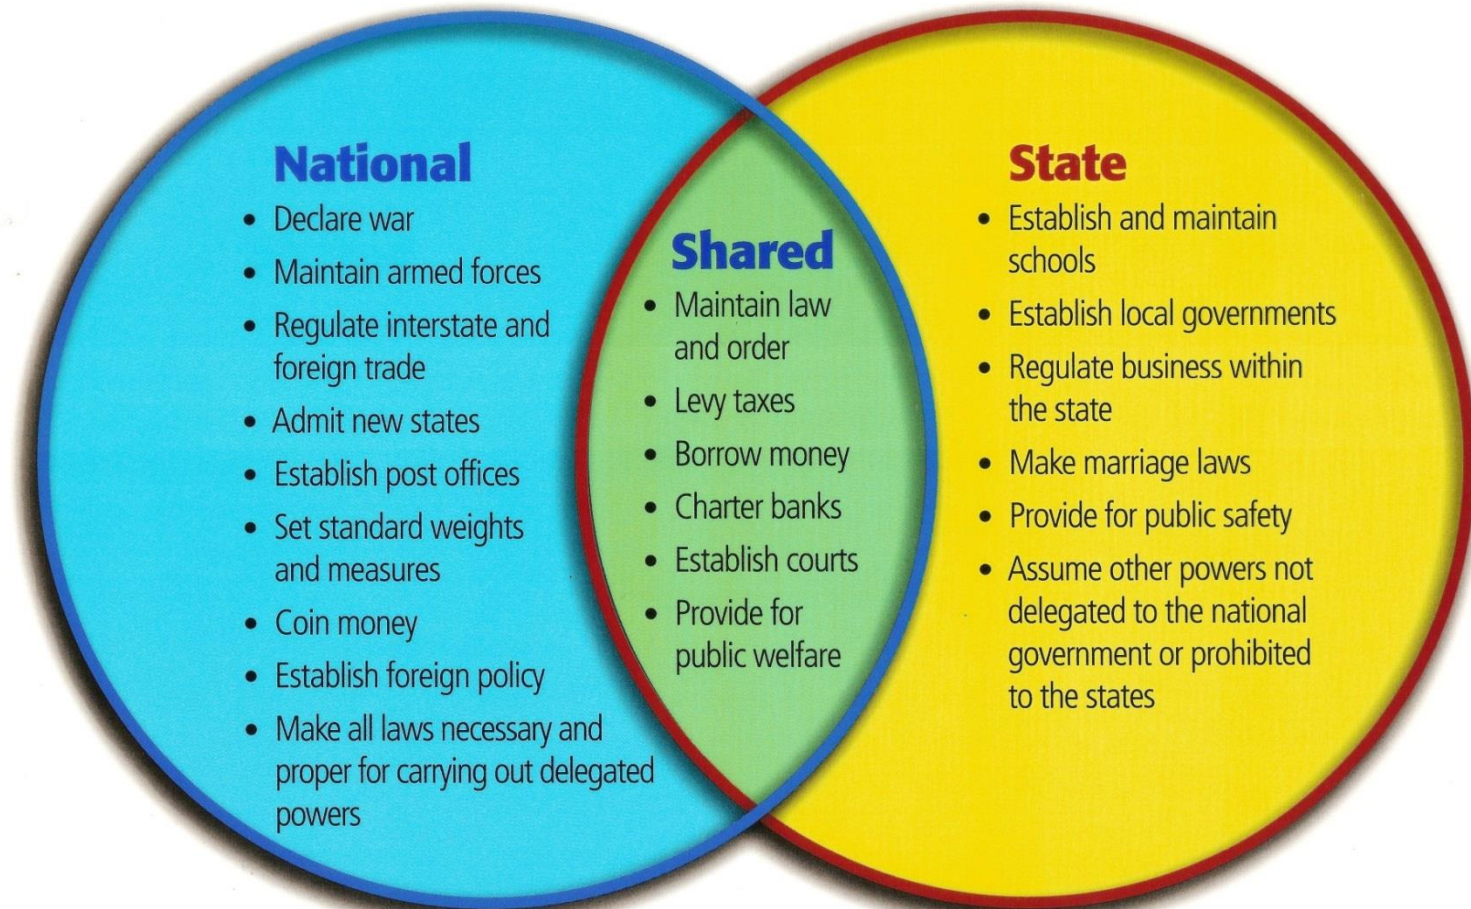 National
• Declare war
• Maintain armed forces
• Regulate interstate and
foreign trade
• Admit new states
• Establish post offices
• Set standard weights
and measures
• Coin money
• Establish foreign policy
• Make all laws necessary and
proper for carrying out delegated
powers
Shared
• Maintain law
and order
• Levy taxes
• Borrow money
• Charter banks
• Establish courts
• Provide for
public welfare
State
• Establish and maintain
schools
• Establish local governments
• Regulate business within
the state
• Make marriage laws
• Provide for public safety
• Assume other powers not
delegated to the national
government or prohibited
to the states